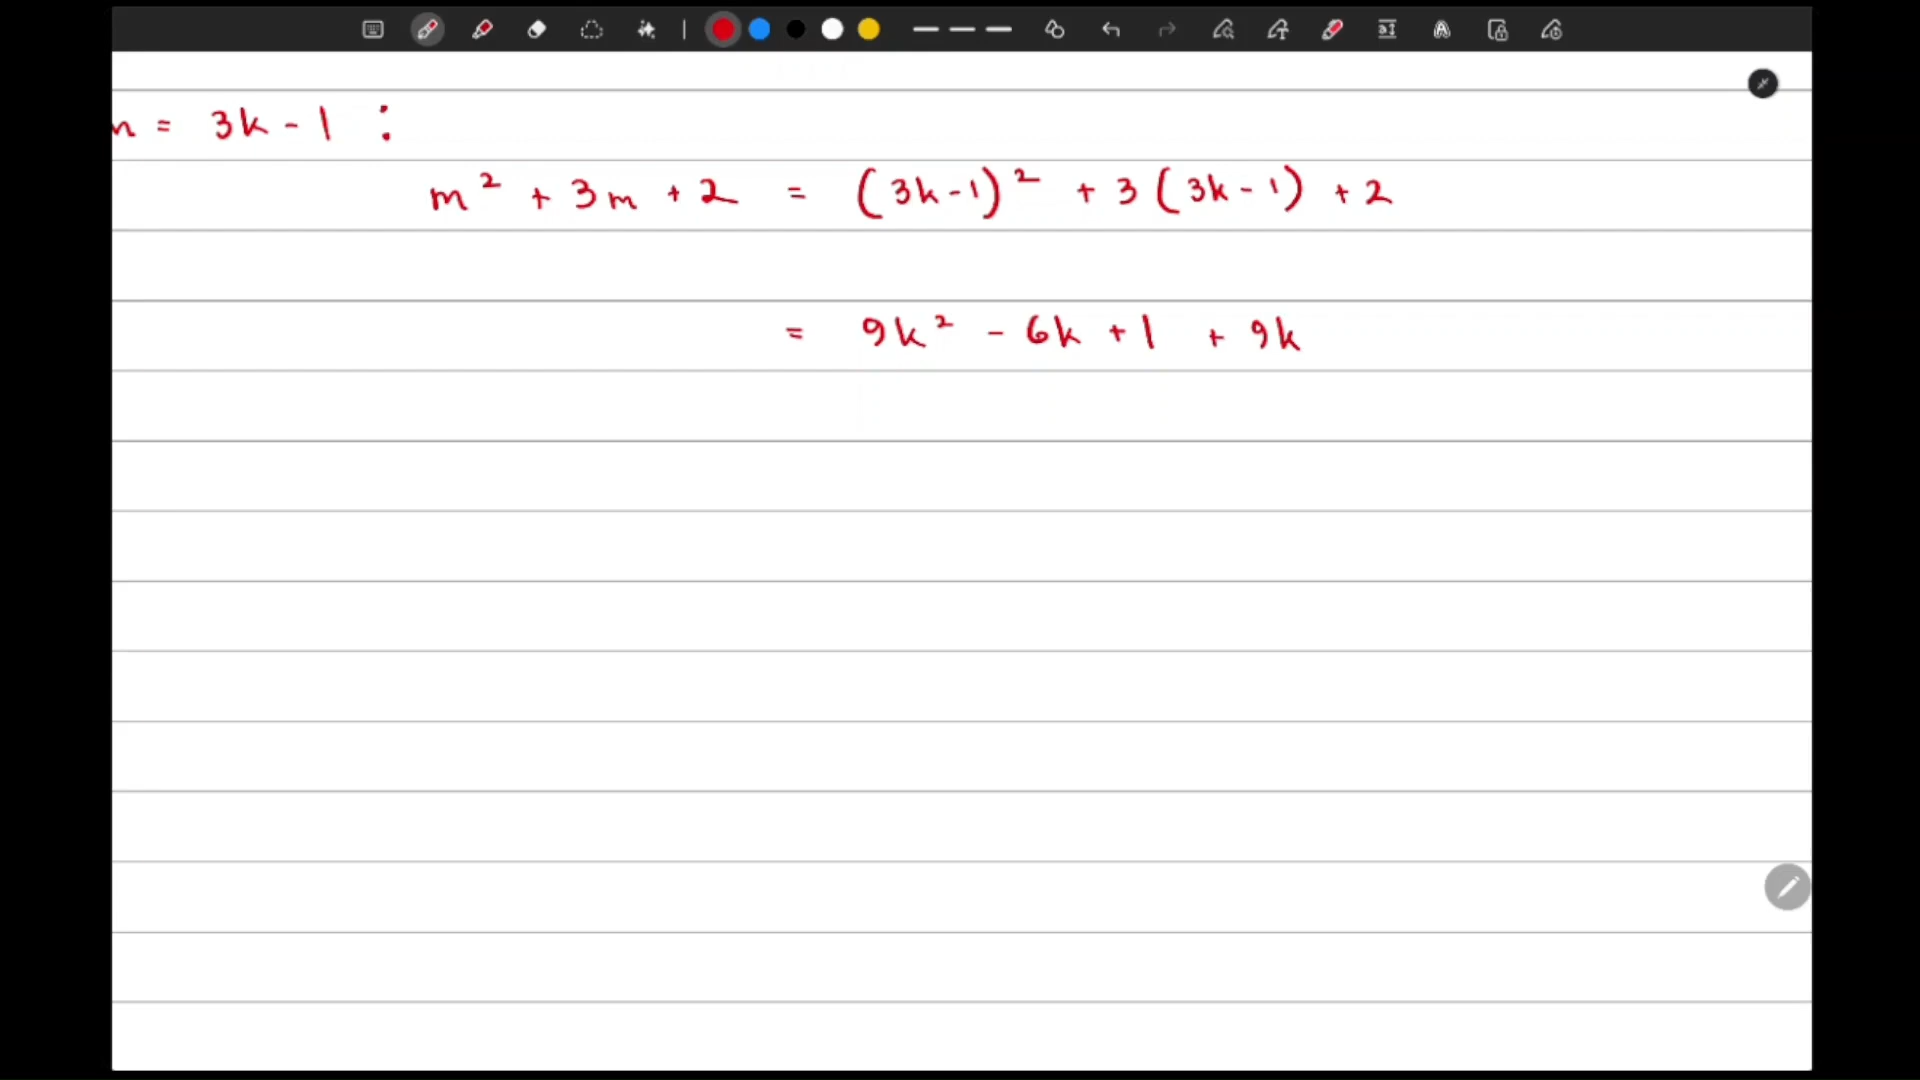 m = 3k - 1 :
m² + 3m + 2 = (3k-1)² + 3(3k-1) + 2
= 9k² - 6k + 1 + 9k